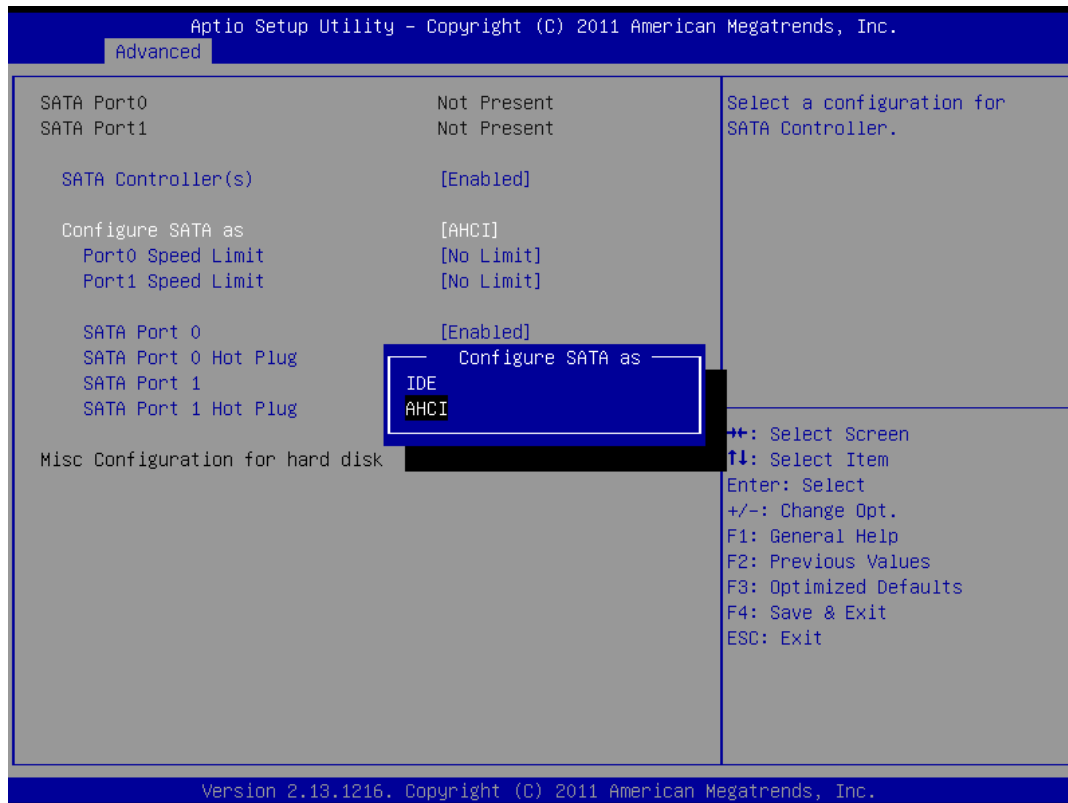 Aptio Setup Utility – Copyright (C) 2011 American Megatrends, Inc.
Advanced
SATA Port0 Not Present
SATA Port1 Not Present
SATA Controller(s) [Enabled]
Configure SATA as [AHCI]
Port0 Speed Limit [No Limit]
Port1 Speed Limit [No Limit]
SATA Port 0 [Enabled]
SATA Port 0 Hot Plug
SATA Port 1
SATA Port 1 Hot Plug
Misc Configuration for hard disk
Configure SATA as
IDE
AHCI
Select a configuration for
SATA Controller.
→←: Select Screen
↑↓: Select Item
Enter: Select
+/-: Change Opt.
F1: General Help
F2: Previous Values
F3: Optimized Defaults
F4: Save & Exit
ESC: Exit
Version 2.13.1216. Copyright (C) 2011 American Megatrends, Inc.